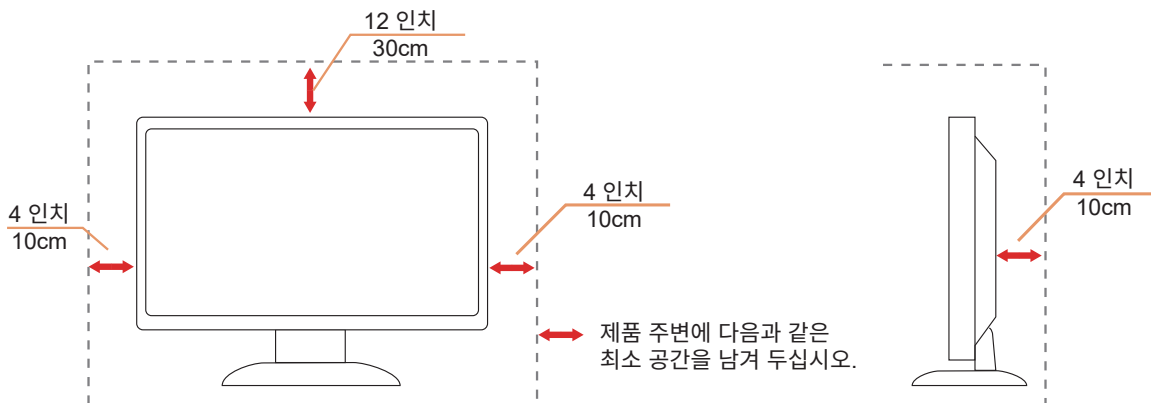 12 인치
30cm
4 인치
10cm
4 인치
10cm
제품 주변에 다음과 같은
최소 공간을 남겨 두십시오.
4 인치
10cm